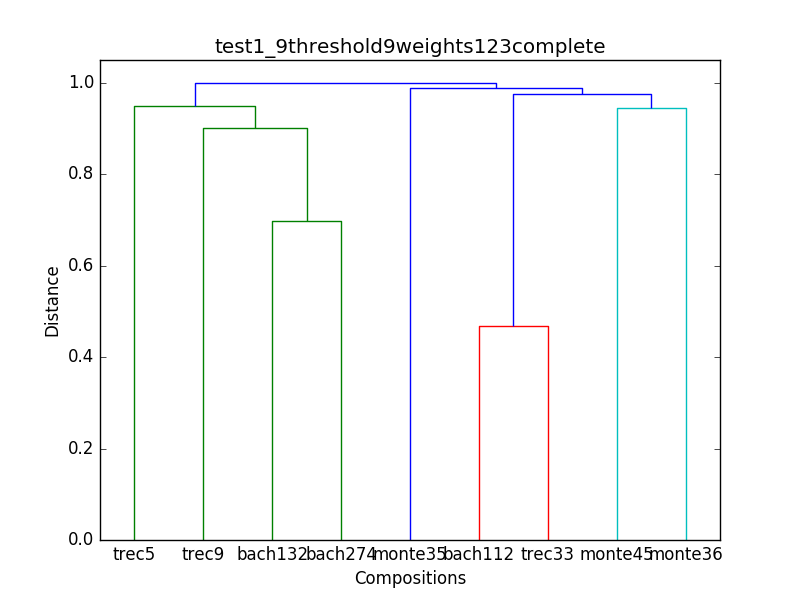 test1_9threshold9weights123complete
1.0
0.8
0.6
0.4
0.2
0.0
Distance
trec5 trec9 bach132 bach274 monte35 bach112 trec33 monte45 monte36
Compositions